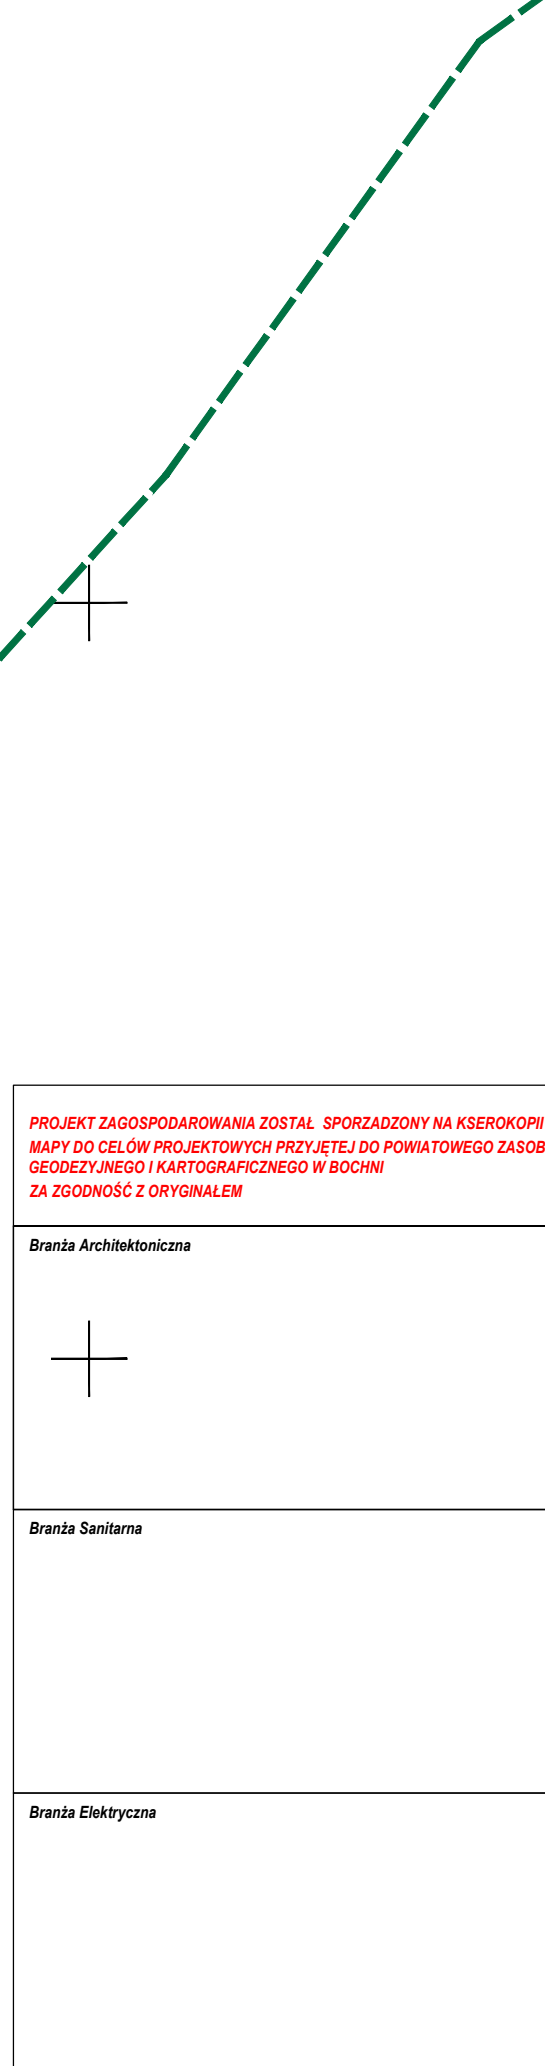 PROJEKT ZAGOSPODAROWANIA ZOSTAŁ SPORZADZONY NA KSEROKOPII
MAPY DO CELÓW PROJEKTOWYCH PRZYJĘTEJ DO POWIATOWEGO ZASOB
GEODEZYJNEGO I KARTOGRAFICZNEGO W BOCHNI
ZA ZGODNOŚĆ Z ORYGINAŁEM
Branża Architektoniczna
Branża Sanitarna
Branża Elektryczna